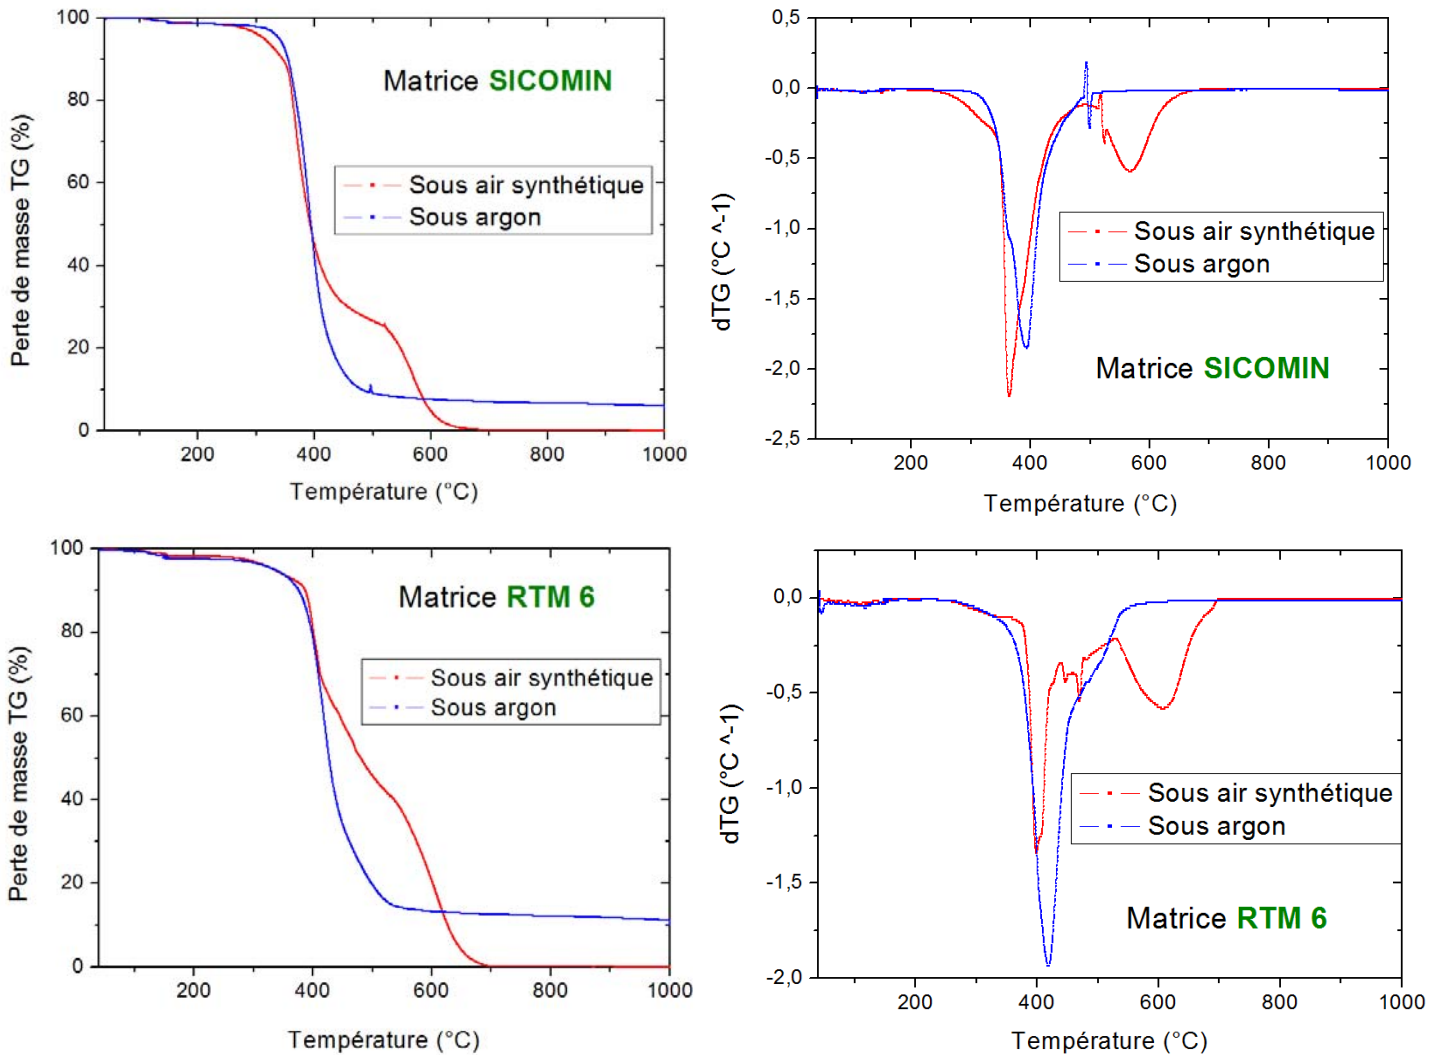 100
80
60
40
20
0
Perte de masse TG (%)
Matrice SICOMIN
Sous air synthétique
Sous argon
200
400
600
800
1000
Température (°C)
0,5
0,0
-0,5
-1,0
-1,5
-2,0
-2,5
dTG (°C ^-1)
Sous air synthétique
Sous argon
Matrice SICOMIN
200
400
600
800
1000
Température (°C)
100
80
60
40
20
0
Perte de masse TG (%)
Matrice RTM 6
Sous air synthétique
Sous argon
200
400
600
800
1000
Température (°C)
0,0
-0,5
-1,0
-1,5
-2,0
dTG (°C ^-1)
Sous air synthétique
Sous argon
Matrice RTM 6
200
400
600
800
1000
Température (°C)